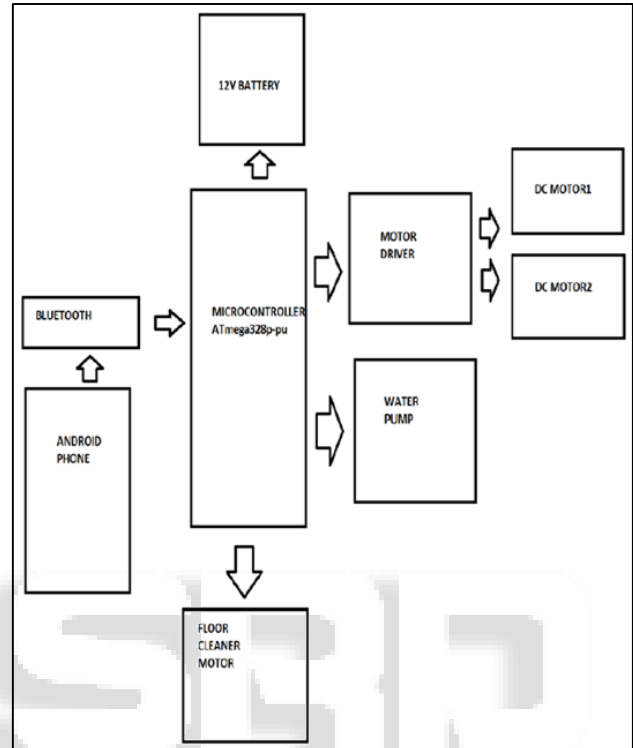 12V BATTERY
DC MOTOR1
MOTOR
DRIVER
DC MOTOR2
BLUETOOTH
MICROCONTROLLER
ATmega328p-pu
ANDROID
PHONE
WATER
PUMP
FLOOR
CLEANER
MOTOR